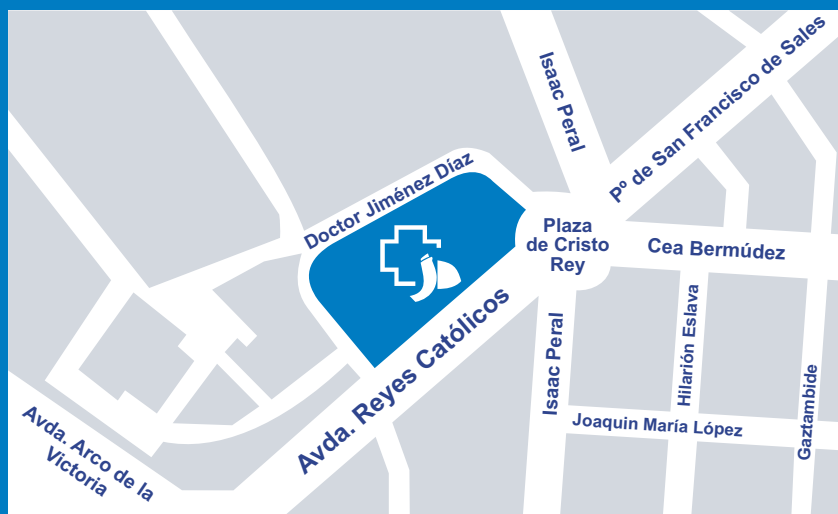 Isaac Peral
Pº de San Francisco de Sales
Doctor Jiménez Díaz
Plaza
de Cristo
Rey
Cea Bermúdez
Avda. Reyes Católicos
Isaac Peral
Hilarión Eslava
Gaztambide
Joaquin María López
Avda. Arco de la
Victoria